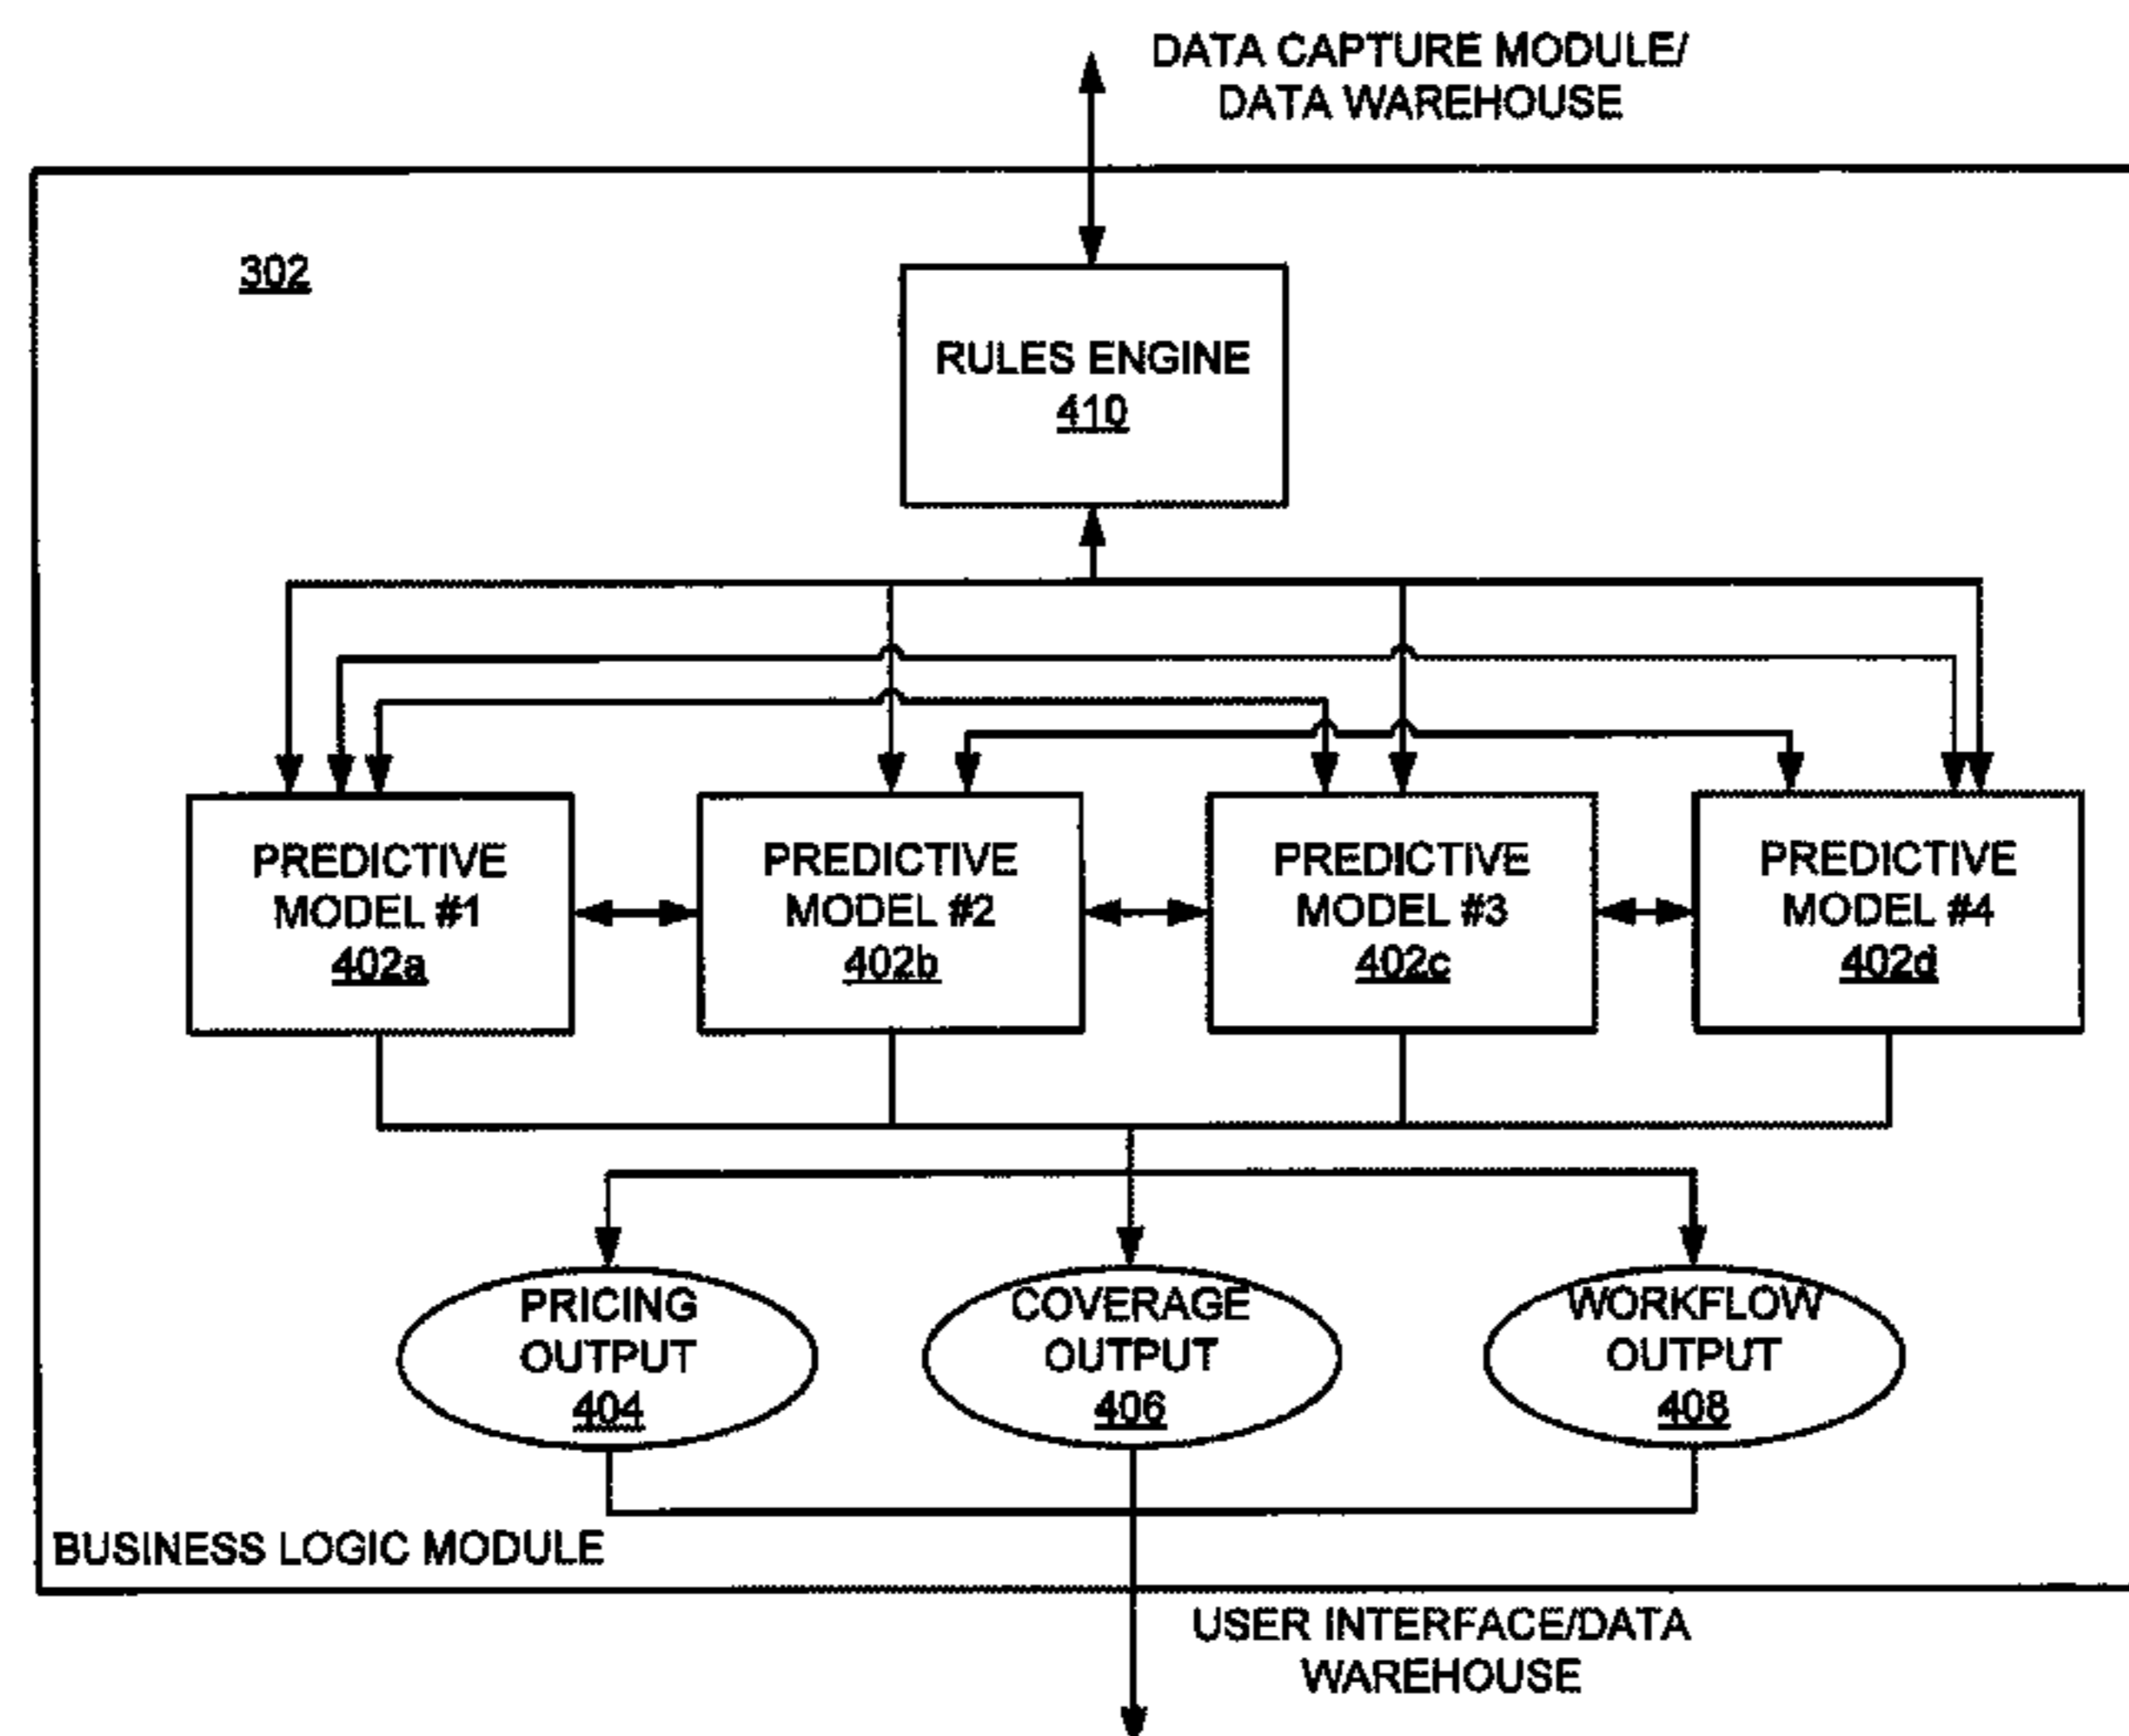 DATA CAPTURE MODULE/
DATA WAREHOUSE
302
RULES ENGINE
410
PREDICTIVE
MODEL #1
402a
PREDICTIVE
MODEL #2
402b
PREDICTIVE
MODEL #3
402c
PREDICTIVE
MODEL #4
402d
PRICING
OUTPUT
404
COVERAGE
OUTPUT
406
WORKFLOW
OUTPUT
408
BUSINESS LOGIC MODULE
USER INTERFACE/DATA
WAREHOUSE